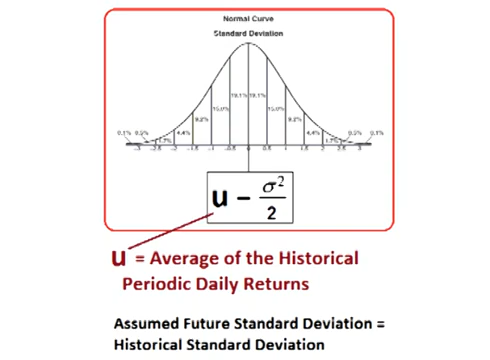 Normal Curve
Standard Deviation
19.1% 19.1%
15.0% 15.0%
9.2% 9.2%
0.1% 0.5% 4.4% 4.4% 0.5% 0.1%
1.7% 1.7%
-3 -2.5 -2 -1.5 -1 -0.5 0 0.5 1 1.5 2 2.5 3
u – σ²/2
u = Average of the Historical
Periodic Daily Returns
Assumed Future Standard Deviation =
Historical Standard Deviation